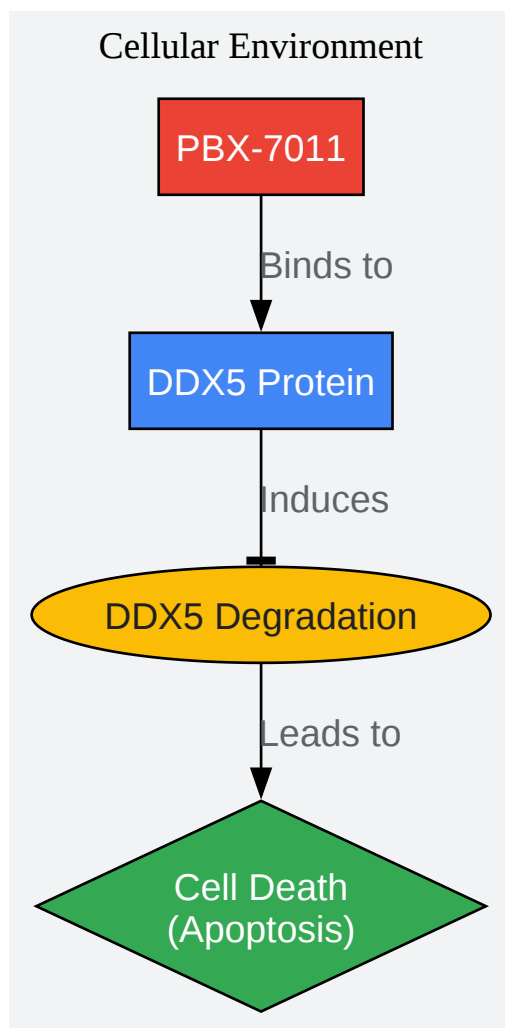 Cellular Environment
PBX-7011
Binds to
DDX5 Protein
Induces
DDX5 Degradation
Leads to
Cell Death
(Apoptosis)